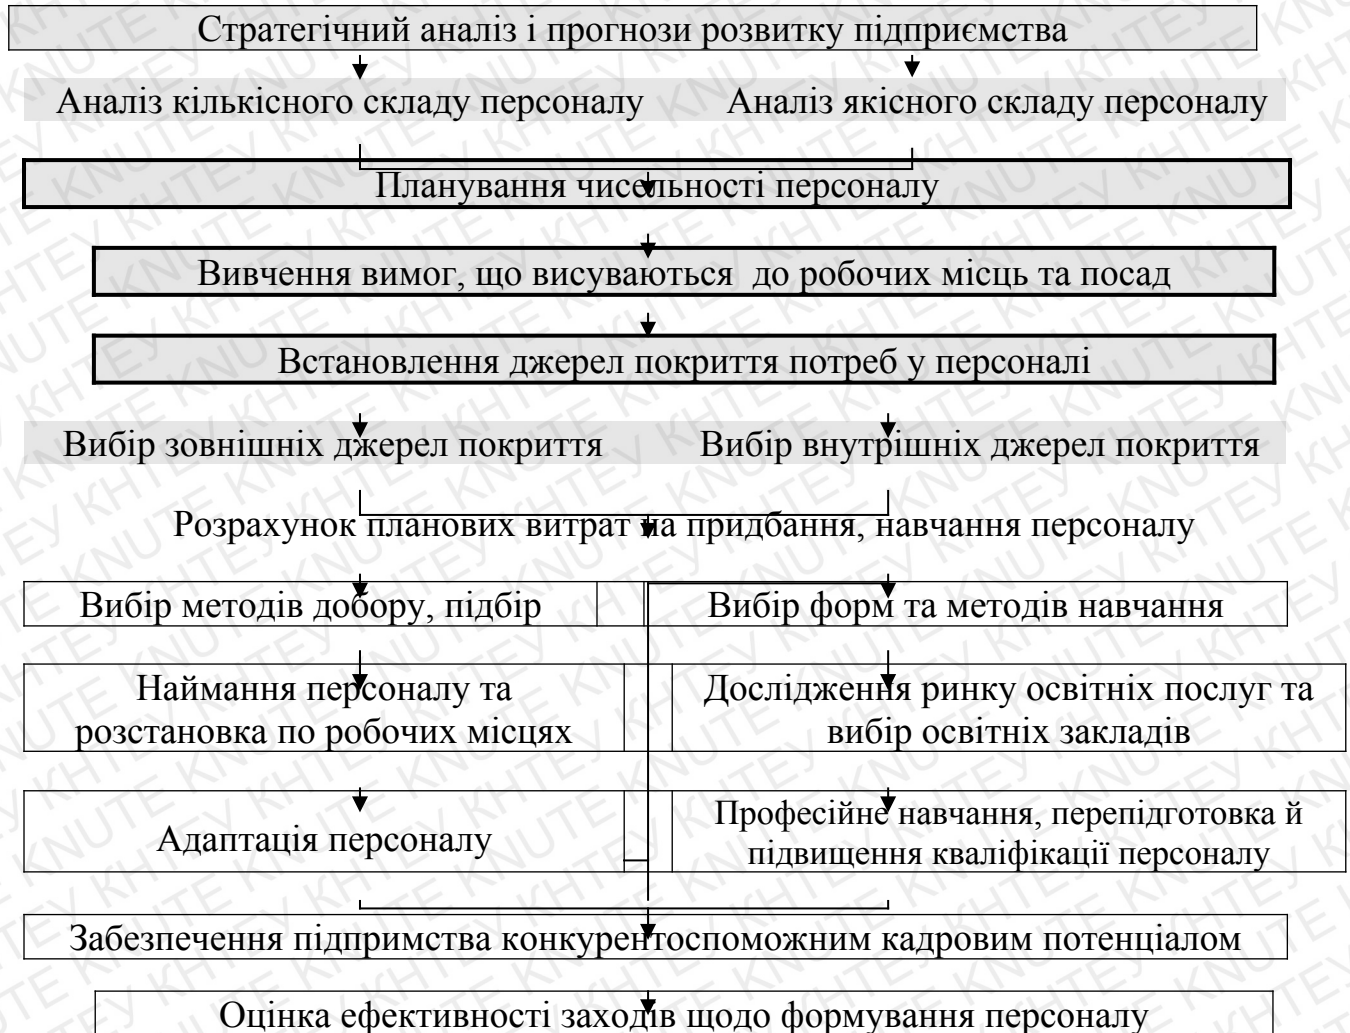 Стратегічний аналіз і прогнози розвитку підприємства
Аналіз кількісного складу персоналу Аналіз якісного складу персоналу
Планування чисельності персоналу
Вивчення вимог, що висуваються до робочих місць та посад
Встановлення джерел покриття потреб у персоналі
Вибір зовнішніх джерел покриття Вибір внутрішніх джерел покриття
Розрахунок планових витрат на придбання, навчання персоналу
Вибір методів добору, підбір Вибір форм та методів навчання
Наймання персоналу та
розстановка по робочих місцях
Дослідження ринку освітніх послуг та
вибір освітніх закладів
Адаптація персоналу
Професійне навчання, перепідготовка й
підвищення кваліфікації персоналу
Забезпечення підпримства конкурентоспоможним кадровим потенціалом
Оцінка ефективності заходів щодо формування персоналу